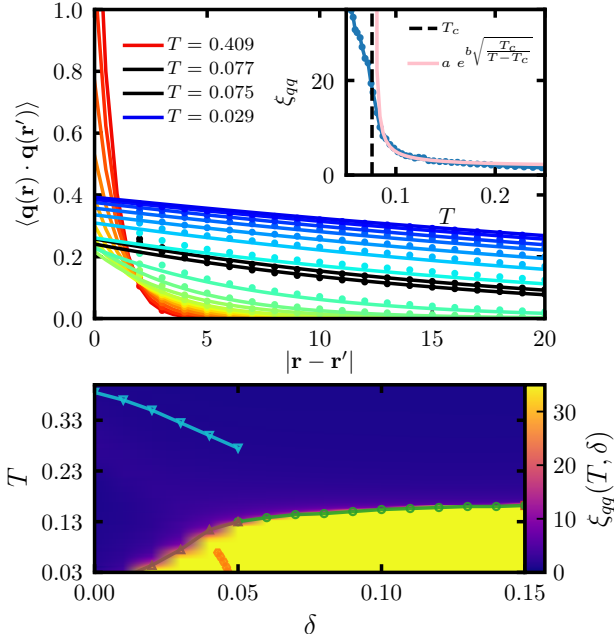 1.0
0.8
0.6
0.4
0.2
0.0
⟨q(r) · q(r′)⟩
T = 0.409
T = 0.077
T = 0.075
T = 0.029
20
0
ξqq
T_c
a e^{b√(T_c/(T−T_c))}
0.1
0.2
T
0
5
10
15
20
|r − r′|
0.33
0.23
0.13
0.03
T
0.00
0.05
0.10
0.15
δ
30
20
10
0
ξqq(T, δ)